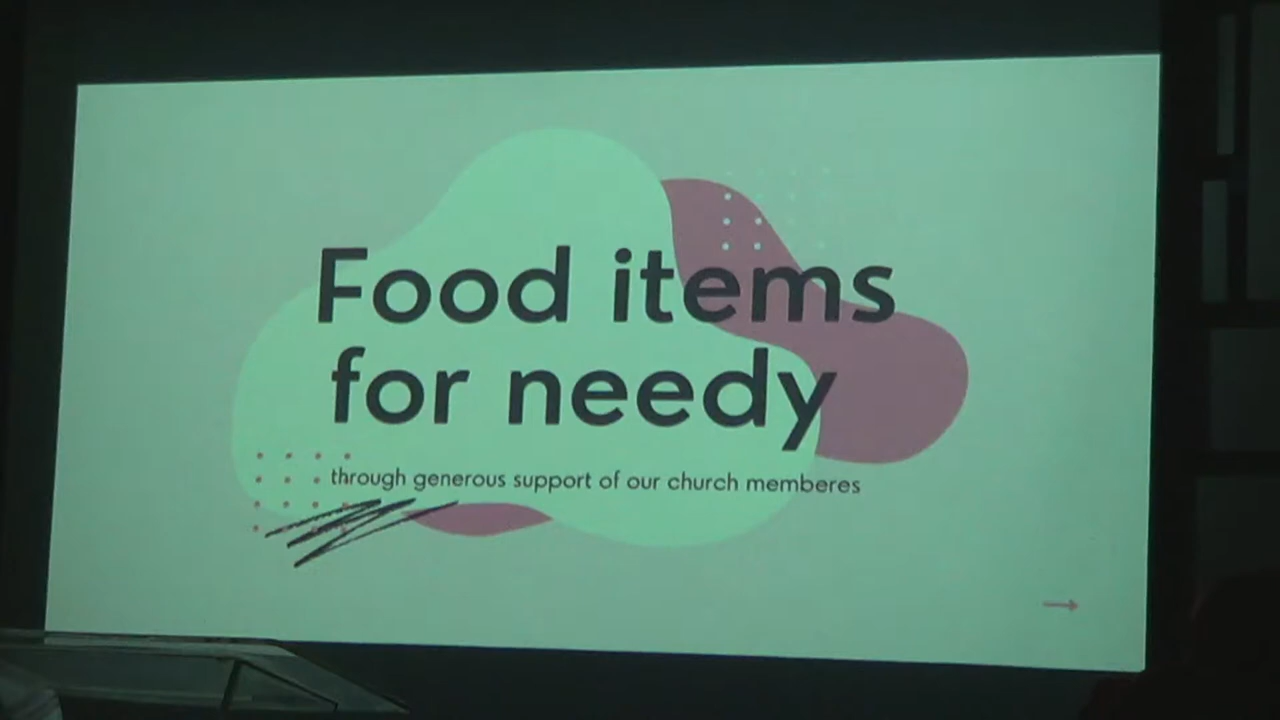 Food items
for needy
through generous support of our church memberes